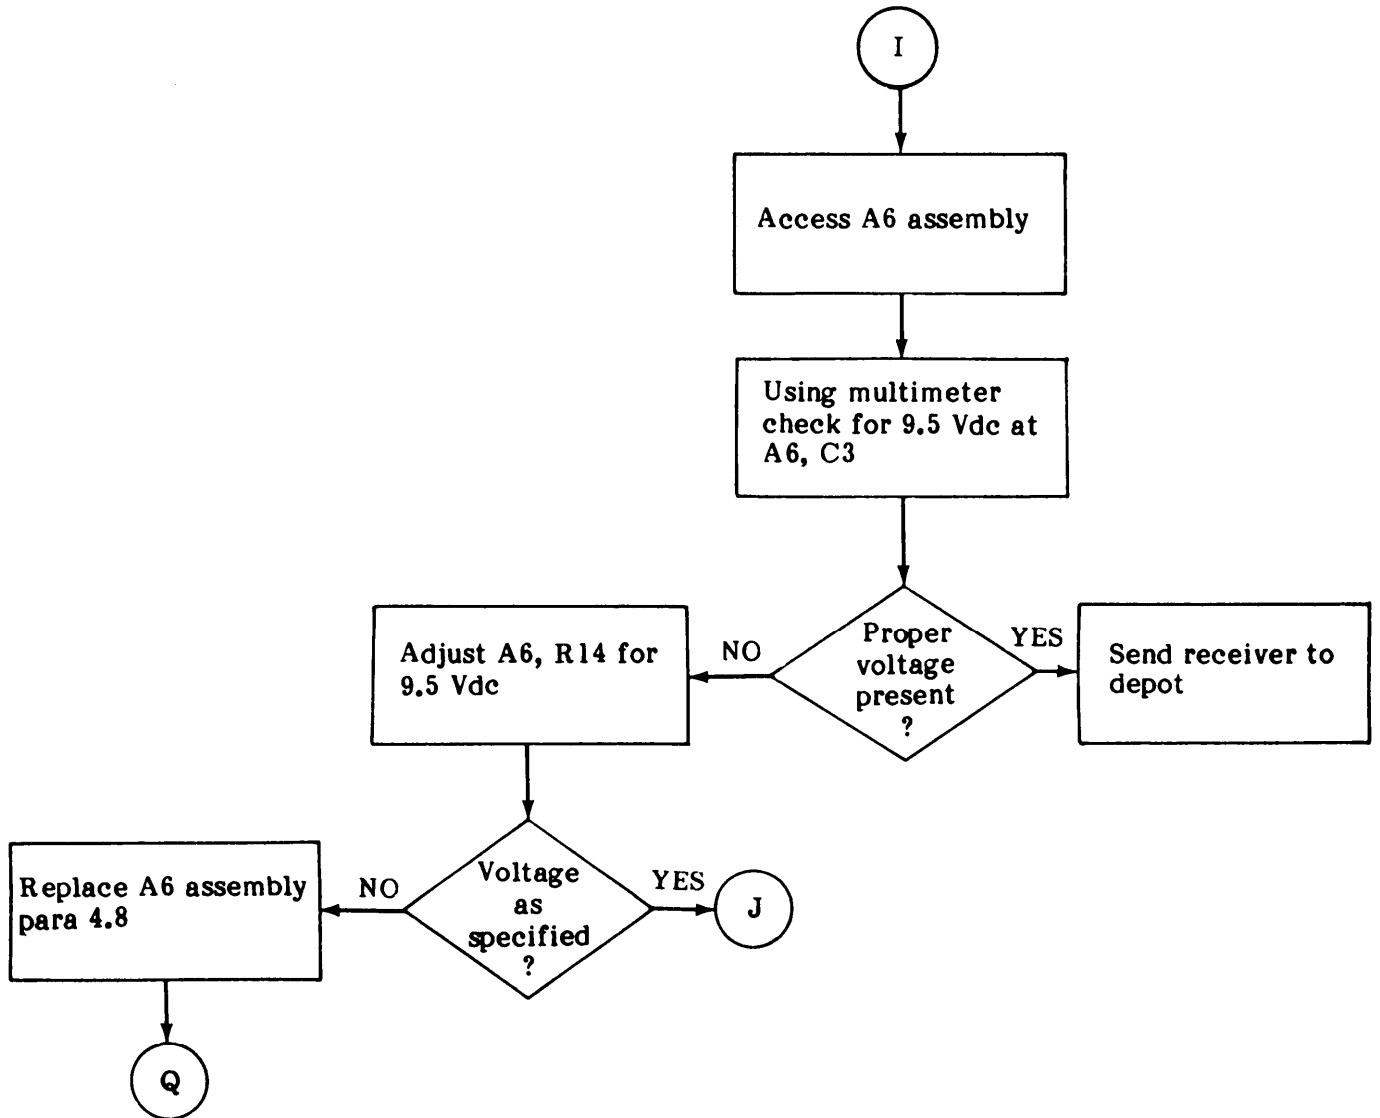 I
Access A6 assembly
Using multimeter
check for 9.5 Vdc at
A6, C3
Proper
voltage
present
?
YES
Send receiver to
depot
NO
Adjust A6, R14 for
9.5 Vdc
Voltage
as
specified
?
YES
J
NO
Replace A6 assembly
para 4.8
Q